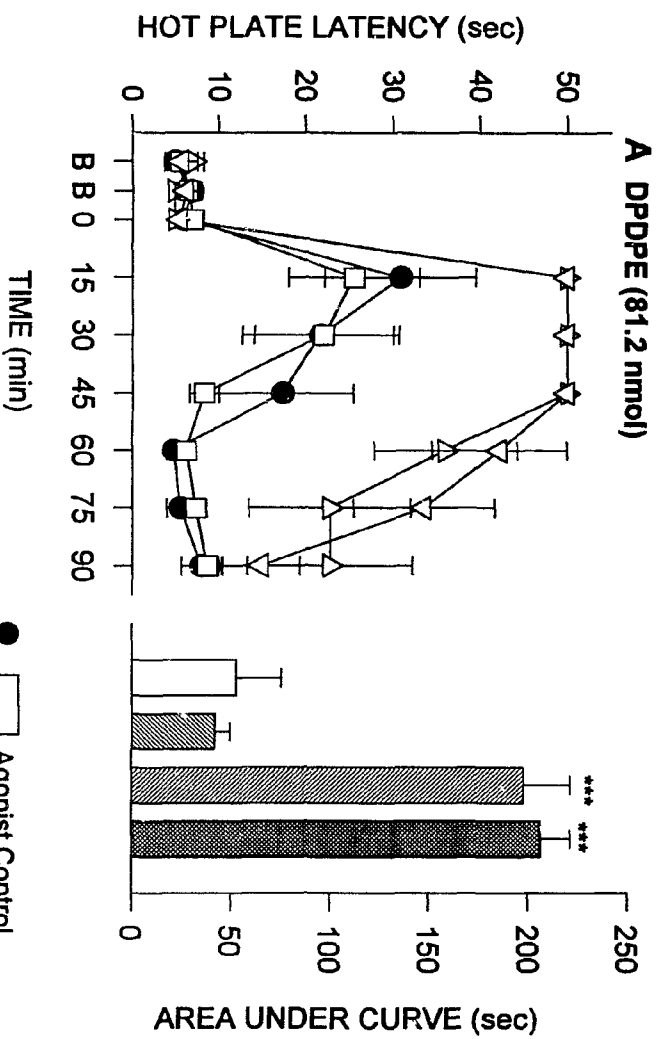 A DPDPE (81.2 nmol)
HOT PLATE LATENCY (sec)
50
40
30
20
10
0
B B 0 15 30 45 60 75 90
TIME (min)
*** ***
250
200
150
100
50
0
AREA UNDER CURVE (sec)
Agonist Control